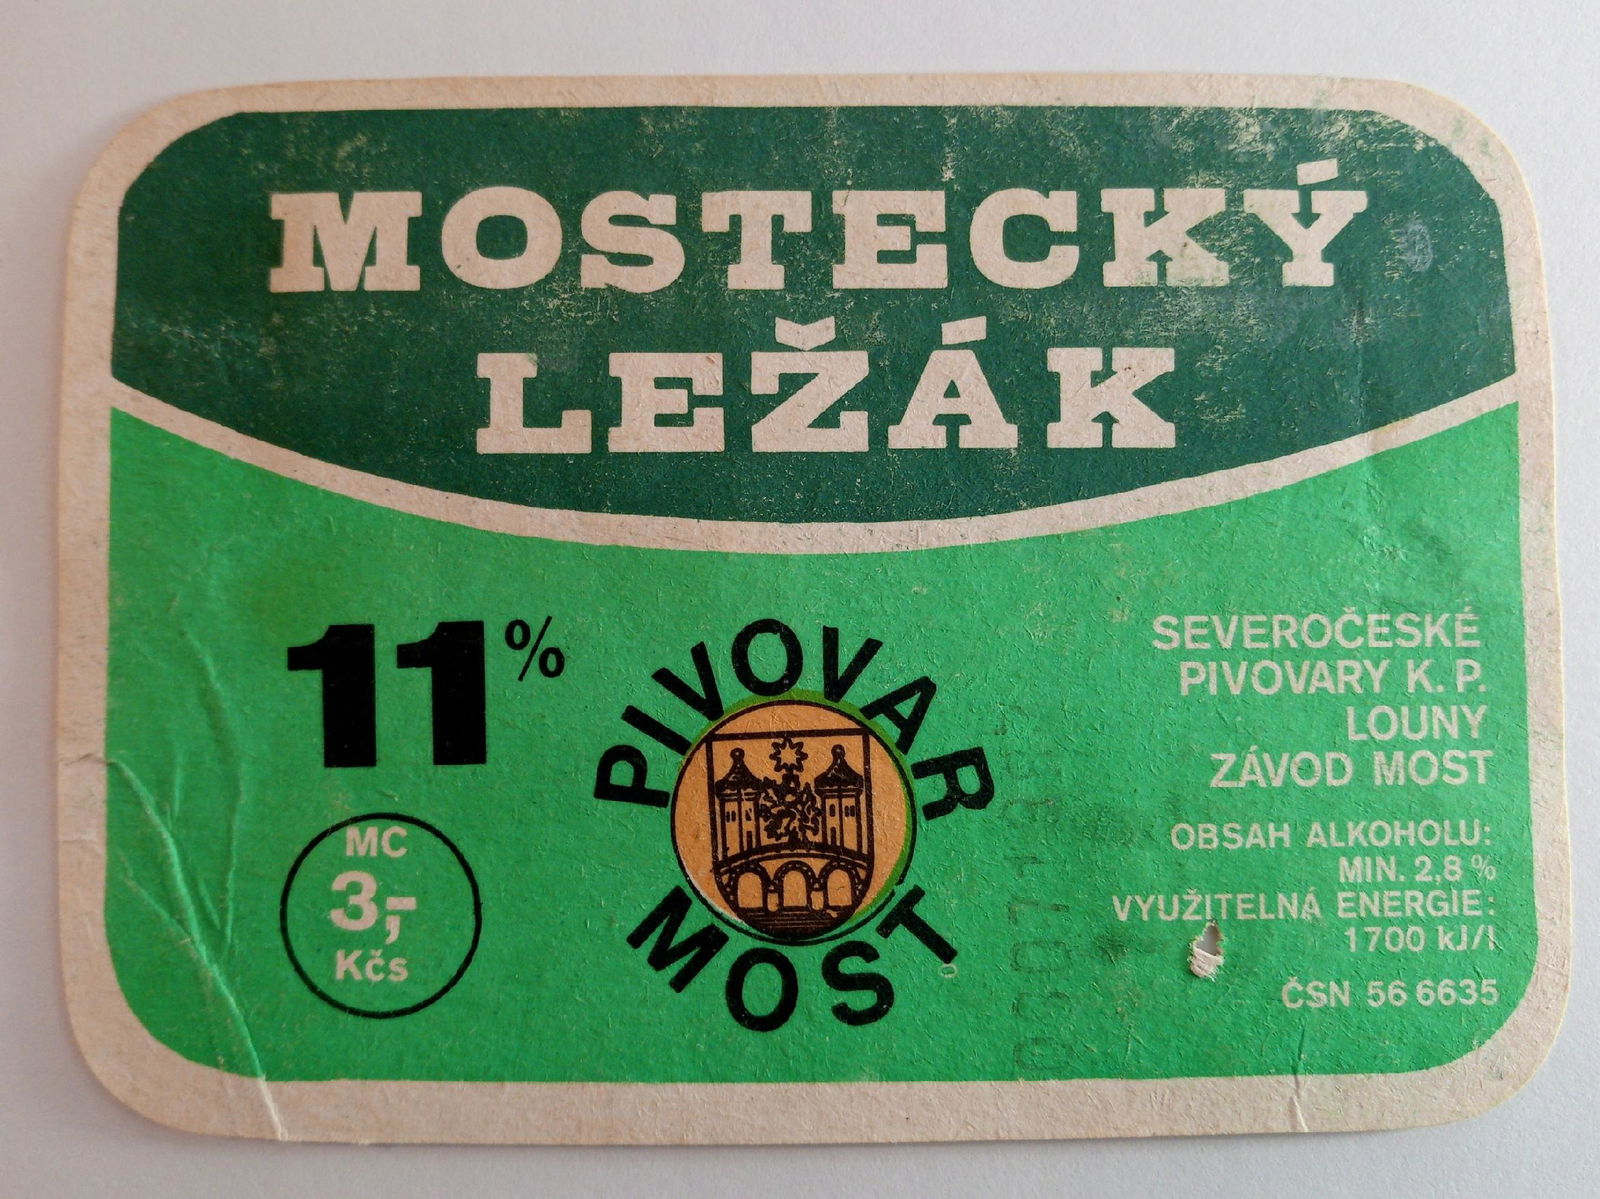 MOSTECKÝ
LEŽÁK
11%
MC
3,-
Kčs
PIVOVAR
MOST
SEVEROČESKÉ
PIVOVARY K. P.
LOUNY
ZÁVOD MOST
OBSAH ALKOHOLU:
MIN. 2,8 %
VYUŽITELNÁ ENERGIE:
1700 kJ/l
ČSN 56 6635